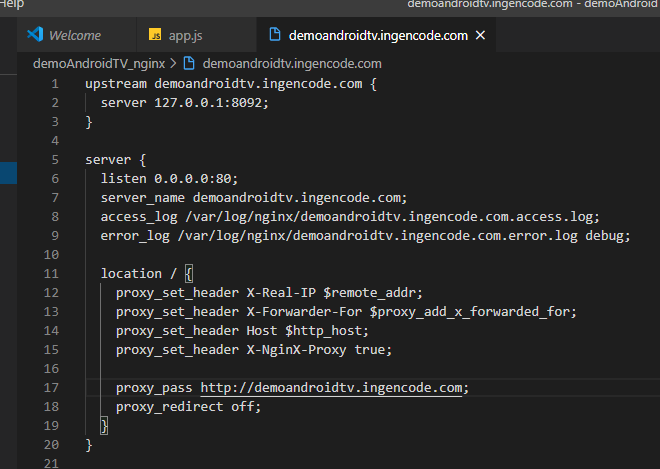 Help
demoandroidtv.ingencode.com - demoAndroid
Welcome
JS app.js
demoandroidtv.ingencode.com ×
demoAndroidTV_nginx > demoandroidtv.ingencode.com
1 upstream demoandroidtv.ingencode.com {
2 server 127.0.0.1:8092;
3 }
4
5 server {
6 listen 0.0.0.0:80;
7 server_name demoandroidtv.ingencode.com;
8 access_log /var/log/nginx/demoandroidtv.ingencode.com.access.log;
9 error_log /var/log/nginx/demoandroidtv.ingencode.com.error.log debug;
10
11 location / {
12 proxy_set_header X-Real-IP $remote_addr;
13 proxy_set_header X-Forwarder-For $proxy_add_x_forwarded_for;
14 proxy_set_header Host $http_host;
15 proxy_set_header X-NginX-Proxy true;
16
17 proxy_pass http://demoandroidtv.ingencode.com;
18 proxy_redirect off;
19 }
20 }
21